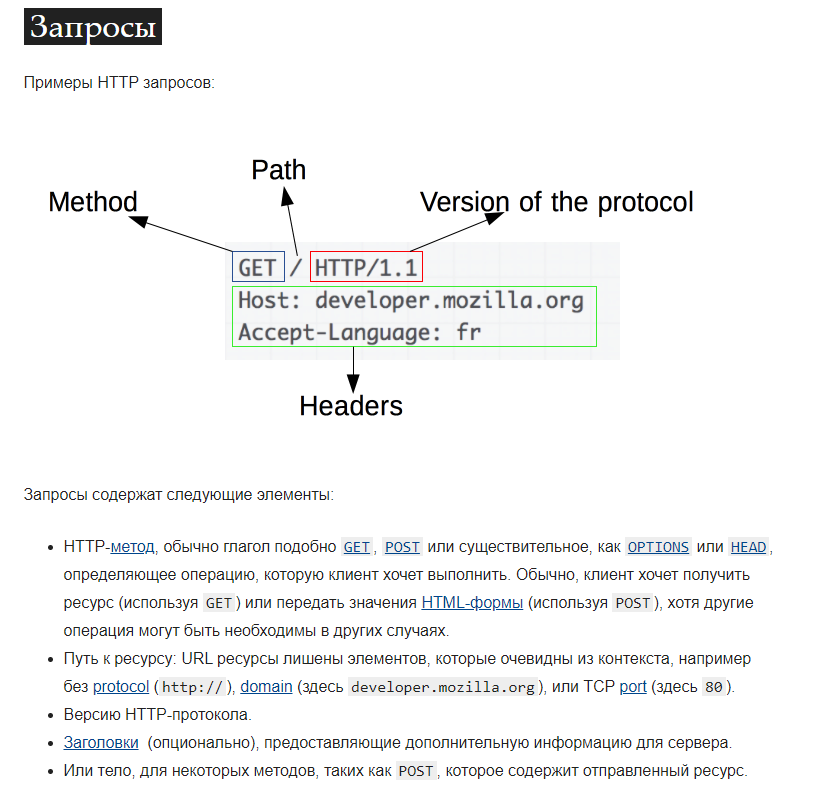 Запросы
Примеры HTTP запросов:
Path
Method
Version of the protocol
GET / HTTP/1.1
Host: developer.mozilla.org
Accept-Language: fr
Headers
Запросы содержат следующие элементы:
• HTTP-метод, обычно глагол подобно GET, POST или существительное, как OPTIONS или HEAD,
определяющее операцию, которую клиент хочет выполнить. Обычно, клиент хочет получить
ресурс (используя GET) или передать значения HTML-формы (используя POST), хотя другие
операция могут быть необходимы в других случаях.
• Путь к ресурсу: URL ресурсы лишены элементов, которые очевидны из контекста, например
без protocol (http://), domain (здесь developer.mozilla.org), или TCP port (здесь 80).
• Версию HTTP-протокола.
• Заголовки (опционально), предоставляющие дополнительную информацию для сервера.
• Или тело, для некоторых методов, таких как POST, которое содержит отправленный ресурс.